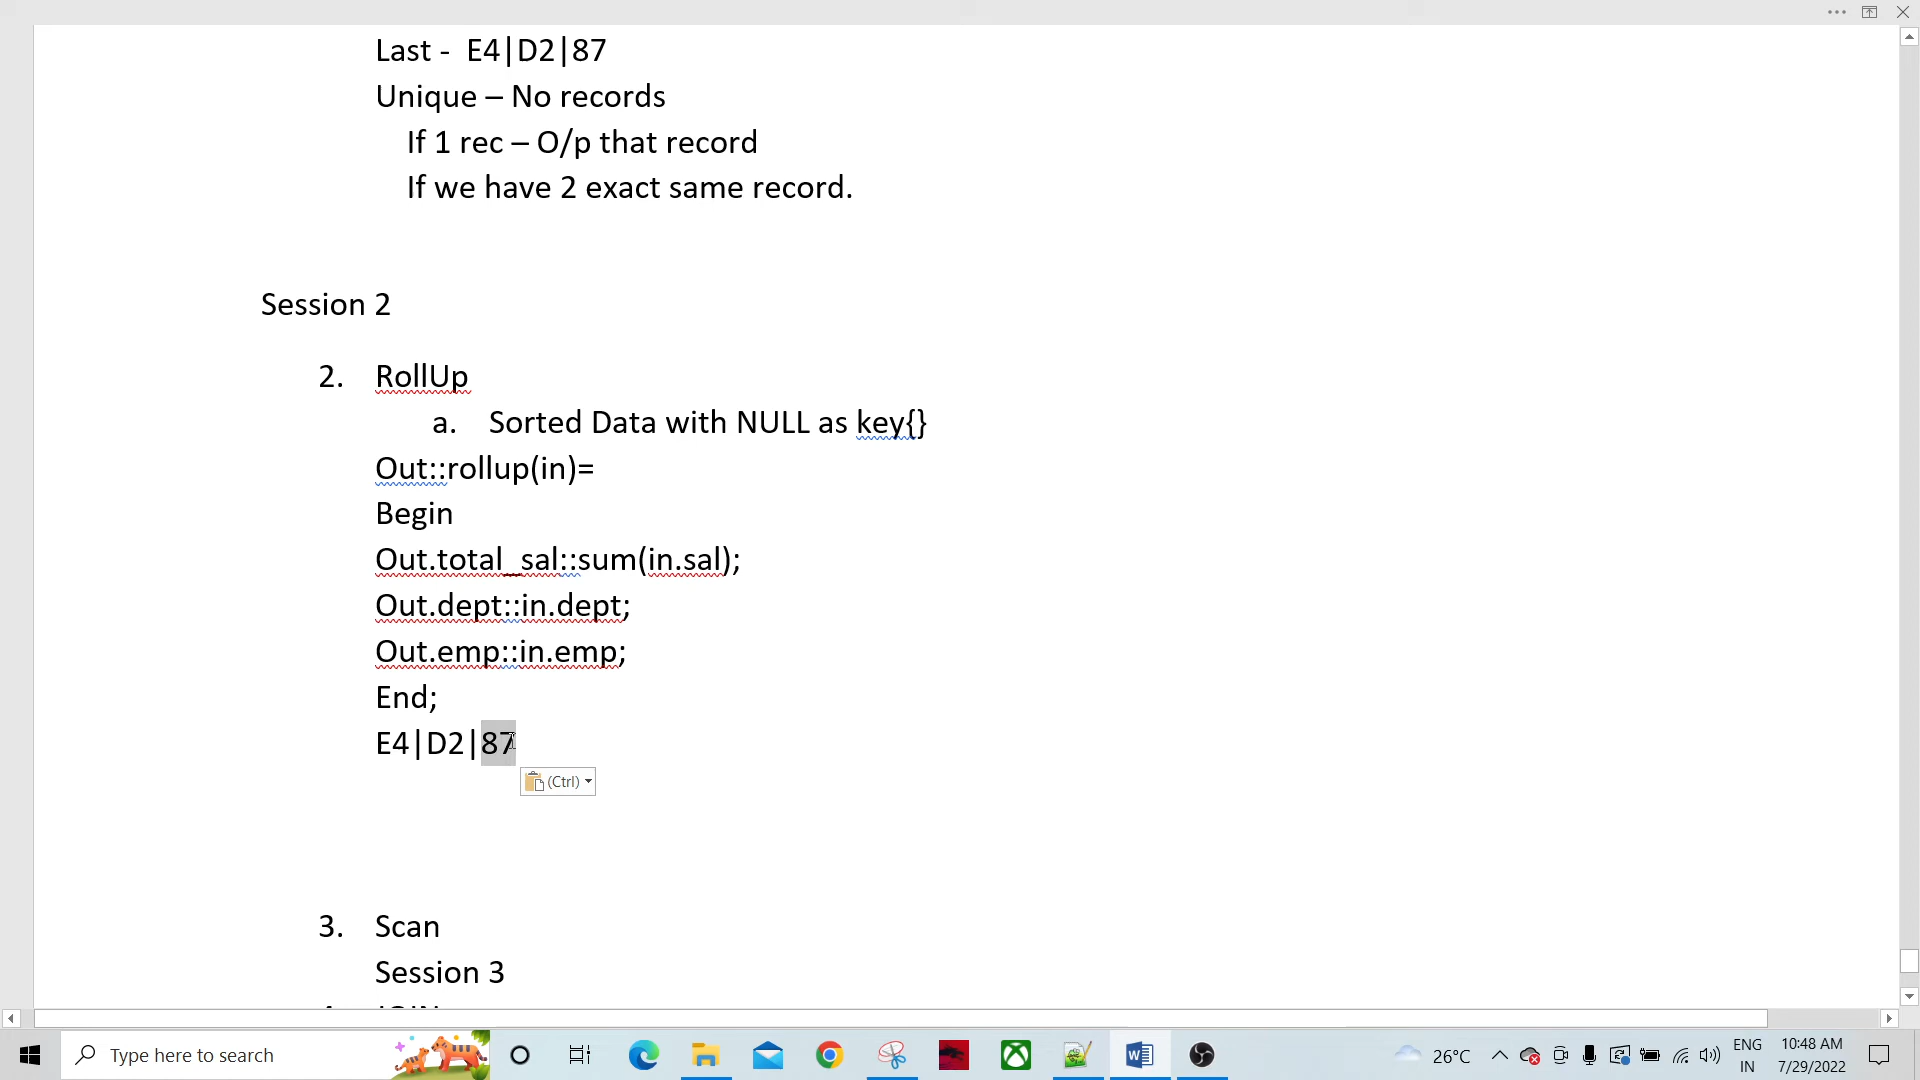 Last -  E4|D2|87
Unique – No records
If 1 rec – O/p that record
If we have 2 exact same record.
Session 2
2. RollUp
a. Sorted Data with NULL as key{}
Out::rollup(in)=
Begin
Out.total_sal::sum(in.sal);
Out.dept::in.dept;
Out.emp::in.emp;
End;
E4|D2|87
(Ctrl)
3. Scan
Session 3
Type here to search
26°C
ENG
IN
10:48 AM
7/29/2022